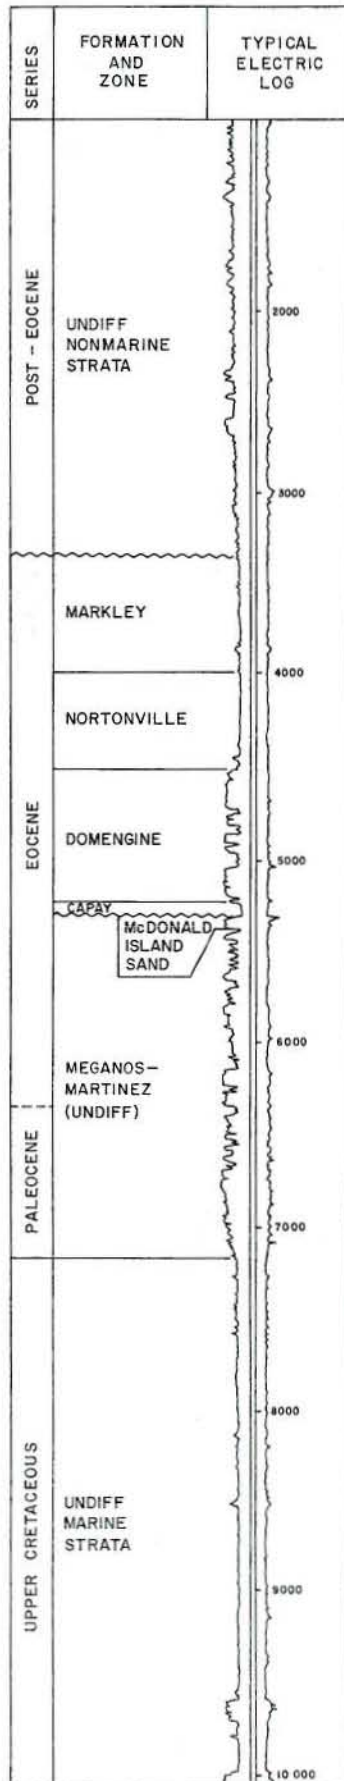 SERIES
FORMATION
AND
ZONE
TYPICAL
ELECTRIC
LOG
POST - EOCENE
UNDIFF
NONMARINE
STRATA
2000
3000
EOCENE
MARKLEY
4000
NORTONVILLE
DOMENGINE
5000
CAPAY
McDONALD
ISLAND
SAND
6000
MEGANOS-
MARTINEZ
(UNDIFF)
PALEOCENE
7000
UPPER CRETACEOUS
8000
UNDIFF
MARINE
STRATA
9000
10 000